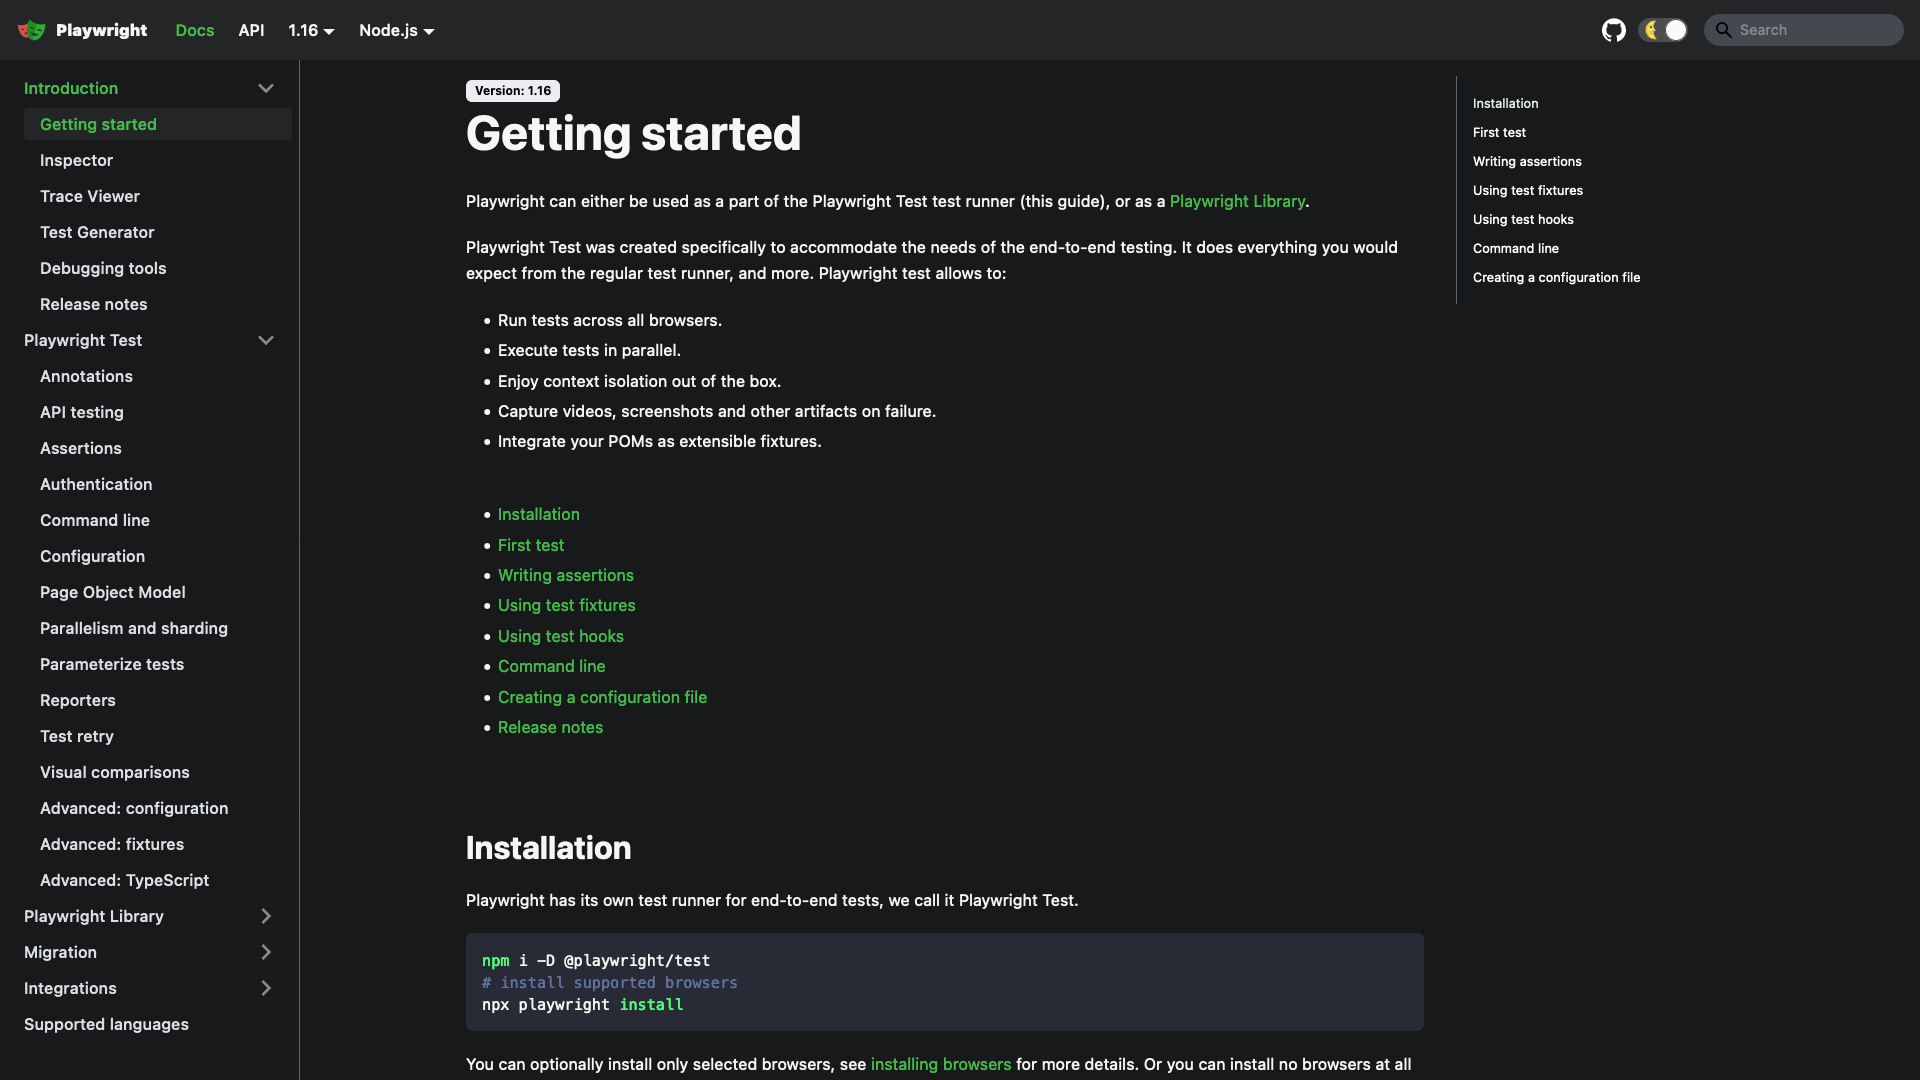 Playwright Docs API 1.16 Node.js Search
Introduction
Getting started
Inspector
Trace Viewer
Test Generator
Debugging tools
Release notes
Playwright Test
Annotations
API testing
Assertions
Authentication
Command line
Configuration
Page Object Model
Parallelism and sharding
Parameterize tests
Reporters
Test retry
Visual comparisons
Advanced: configuration
Advanced: fixtures
Advanced: TypeScript
Playwright Library
Migration
Integrations
Supported languages
Version: 1.16
Getting started
Playwright can either be used as a part of the Playwright Test test runner (this guide), or as a Playwright Library.
Playwright Test was created specifically to accommodate the needs of the end-to-end testing. It does everything you would
expect from the regular test runner, and more. Playwright test allows to:
• Run tests across all browsers.
• Execute tests in parallel.
• Enjoy context isolation out of the box.
• Capture videos, screenshots and other artifacts on failure.
• Integrate your POMs as extensible fixtures.
• Installation
• First test
• Writing assertions
• Using test fixtures
• Using test hooks
• Command line
• Creating a configuration file
• Release notes
Installation
Playwright has its own test runner for end-to-end tests, we call it Playwright Test.
npm i -D @playwright/test
# install supported browsers
npx playwright install
You can optionally install only selected browsers, see installing browsers for more details. Or you can install no browsers at all
Installation
First test
Writing assertions
Using test fixtures
Using test hooks
Command line
Creating a configuration file